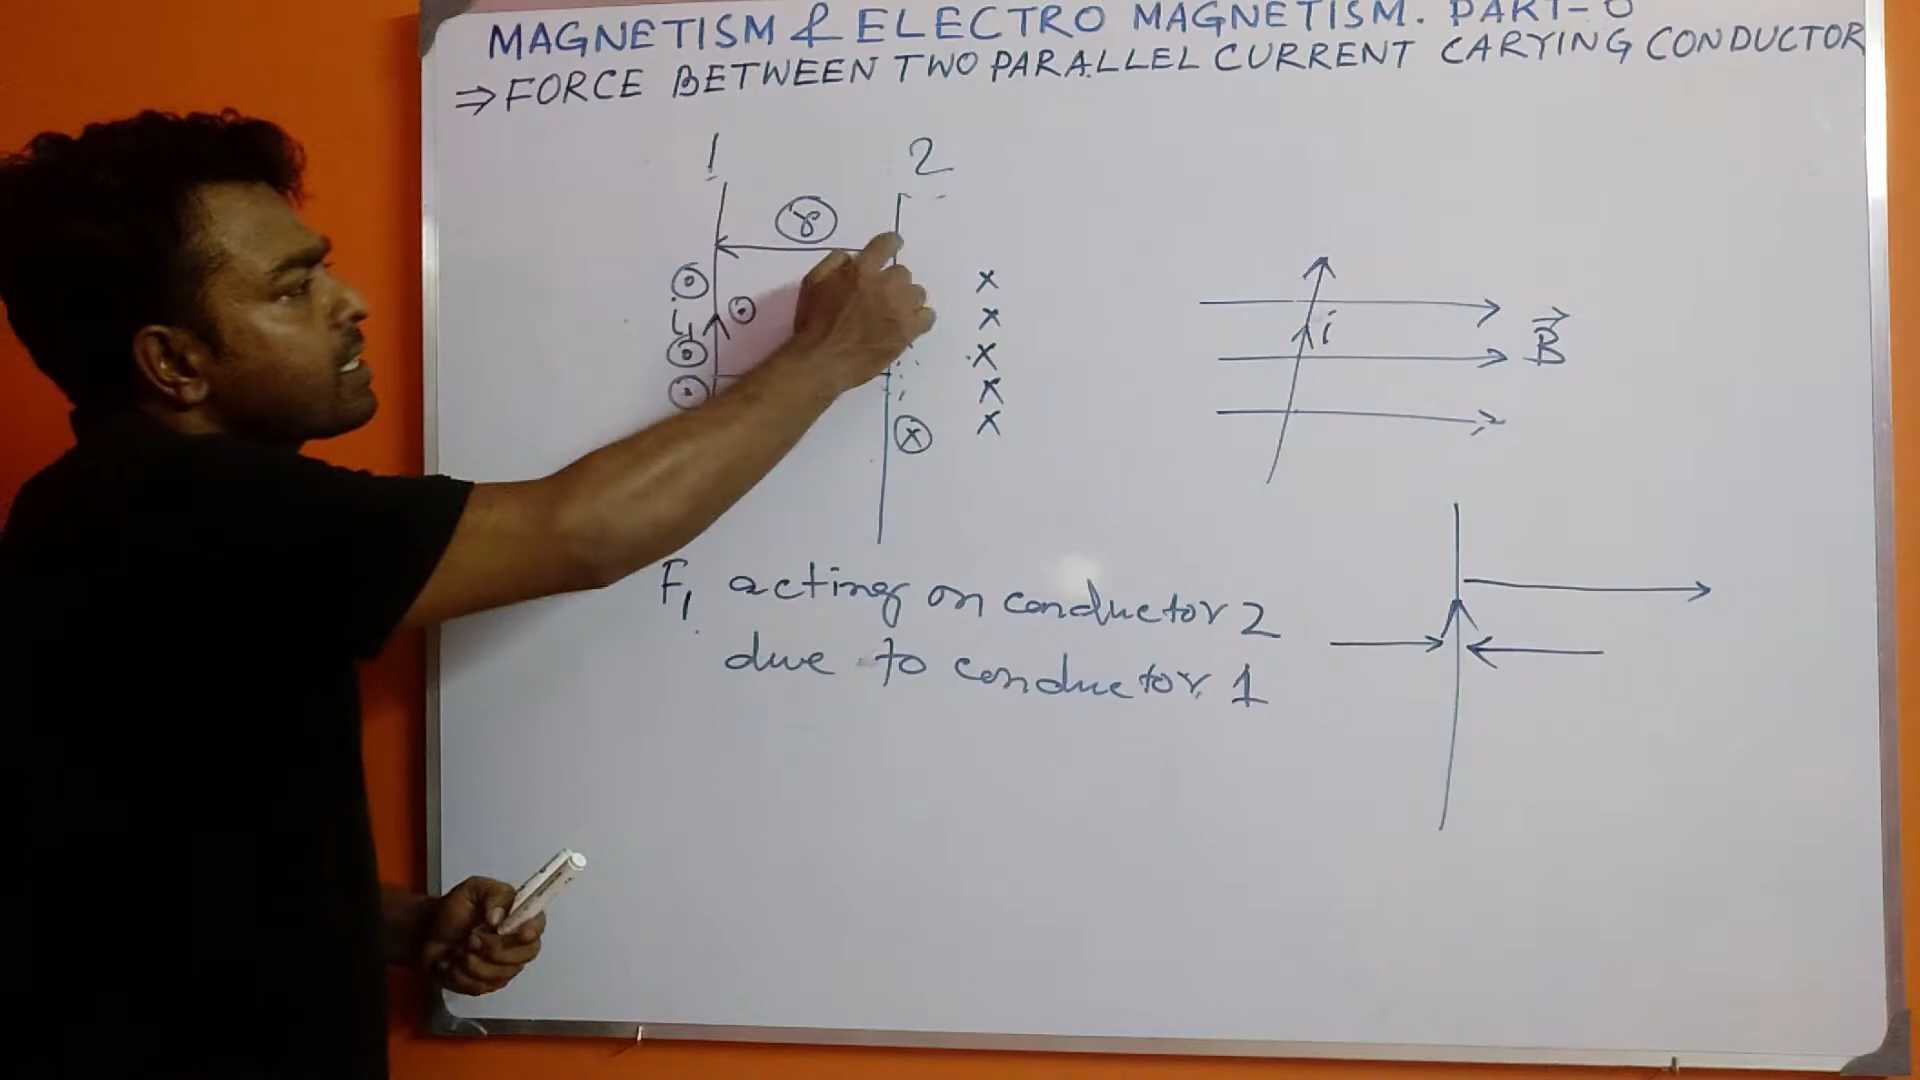 MAGNETISM & ELECTRO MAGNETISM. PART-
⇒ FORCE BETWEEN TWO PARALLEL CURRENT CARYING CONDUCTOR
1
2
r
x
x
x
x
x
x
i
B
F1 acting on conductor 2
due to conductor 1